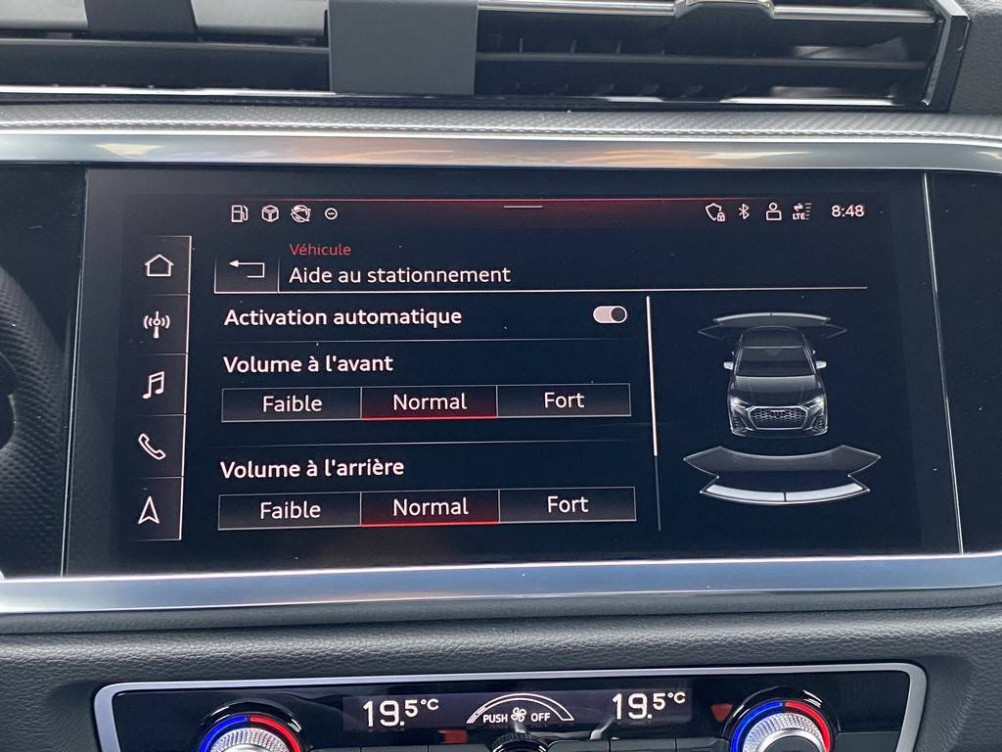 LTE
8:48
Véhicule
Aide au stationnement
Activation automatique
Volume à l'avant
Faible Normal Fort
Volume à l'arrière
Faible Normal Fort
19.5°C PUSH OFF 19.5°C